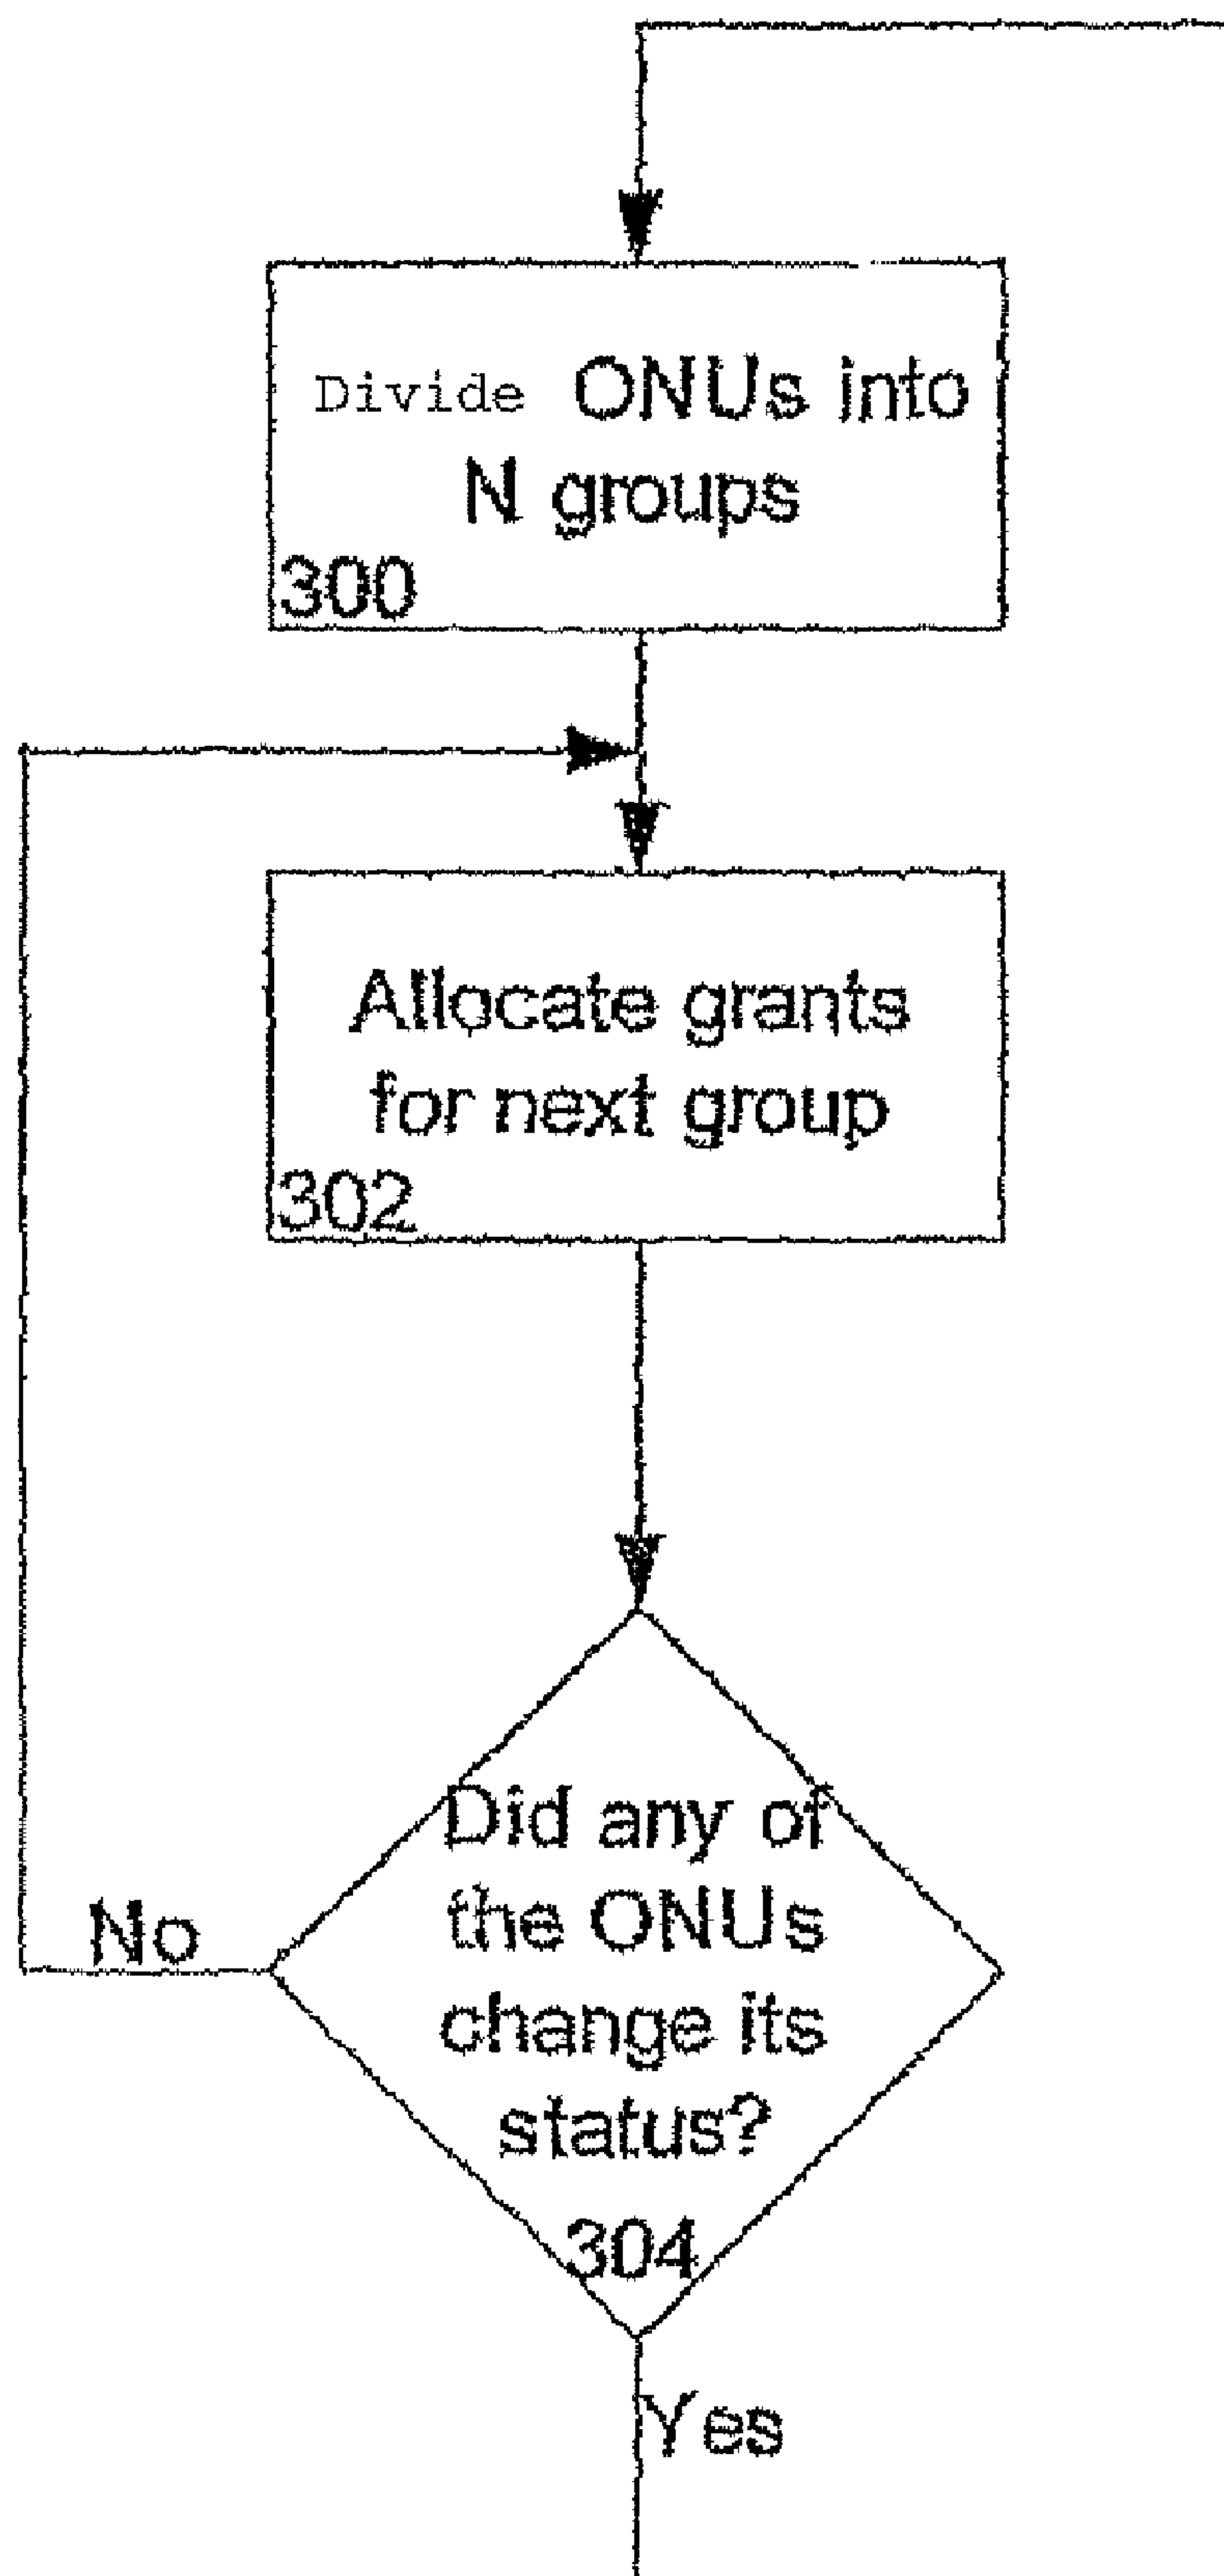 Divide ONUs into
N groups
300
Allocate grants
for next group
302
Did any of
the ONUs
change its
status?
304
No
Yes